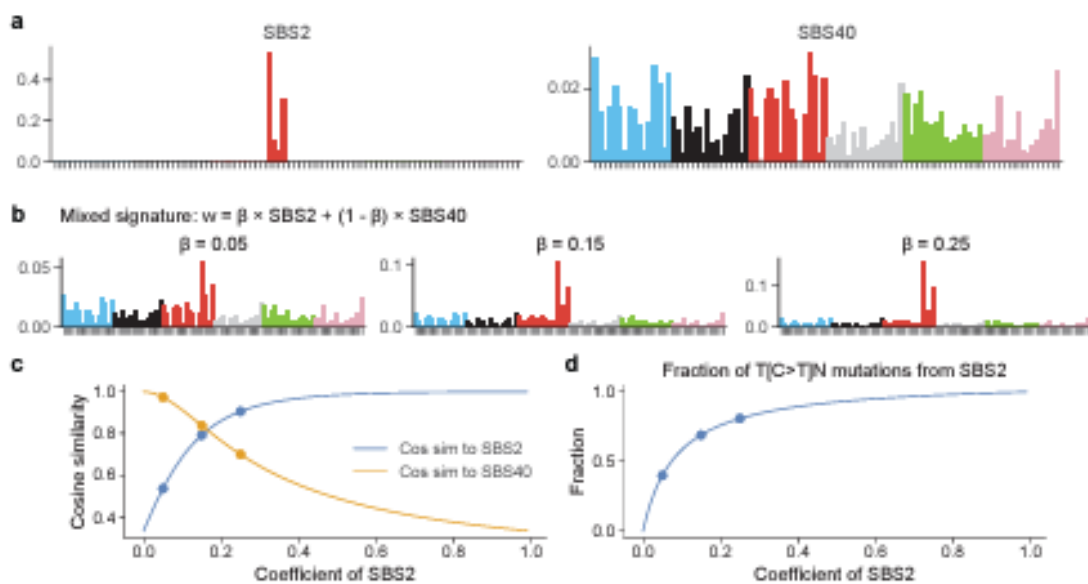 a
SBS2
SBS40
0.4
0.2
0.0
0.02
0.00
b Mixed signature: w = β × SBS2 + (1 - β) × SBS40
β = 0.05
β = 0.15
β = 0.25
0.05
0.00
0.1
0.0
0.1
0.0
c
d
Fraction of T[C>T]N mutations from SBS2
Cosine similarity
1.0
0.8
0.6
0.4
Cos sim to SBS2
Cos sim to SBS40
0.0 0.2 0.4 0.6 0.8 1.0
Coefficient of SBS2
Fraction
1.0
0.5
0.0
0.0 0.2 0.4 0.6 0.8 1.0
Coefficient of SBS2